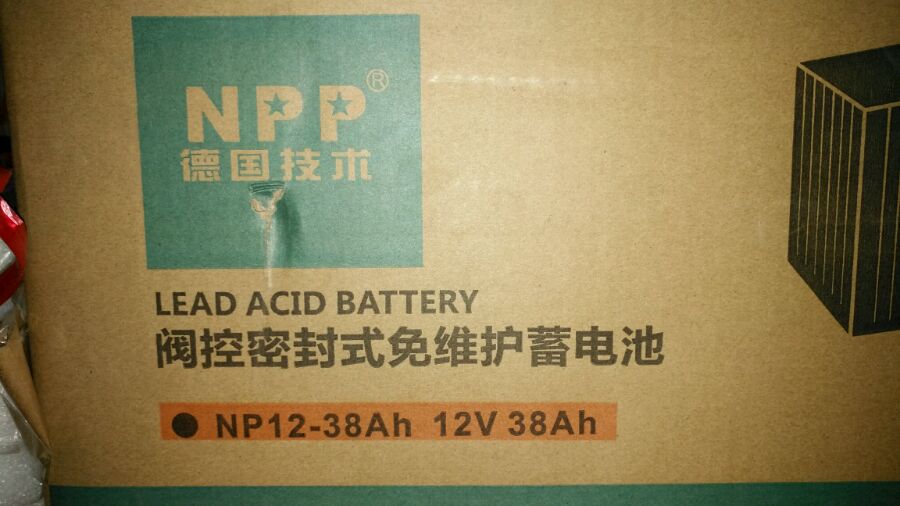 NPP®
德国技术
LEAD ACID BATTERY
阀控密封式免维护蓄电池
NP12-38Ah 12V 38Ah